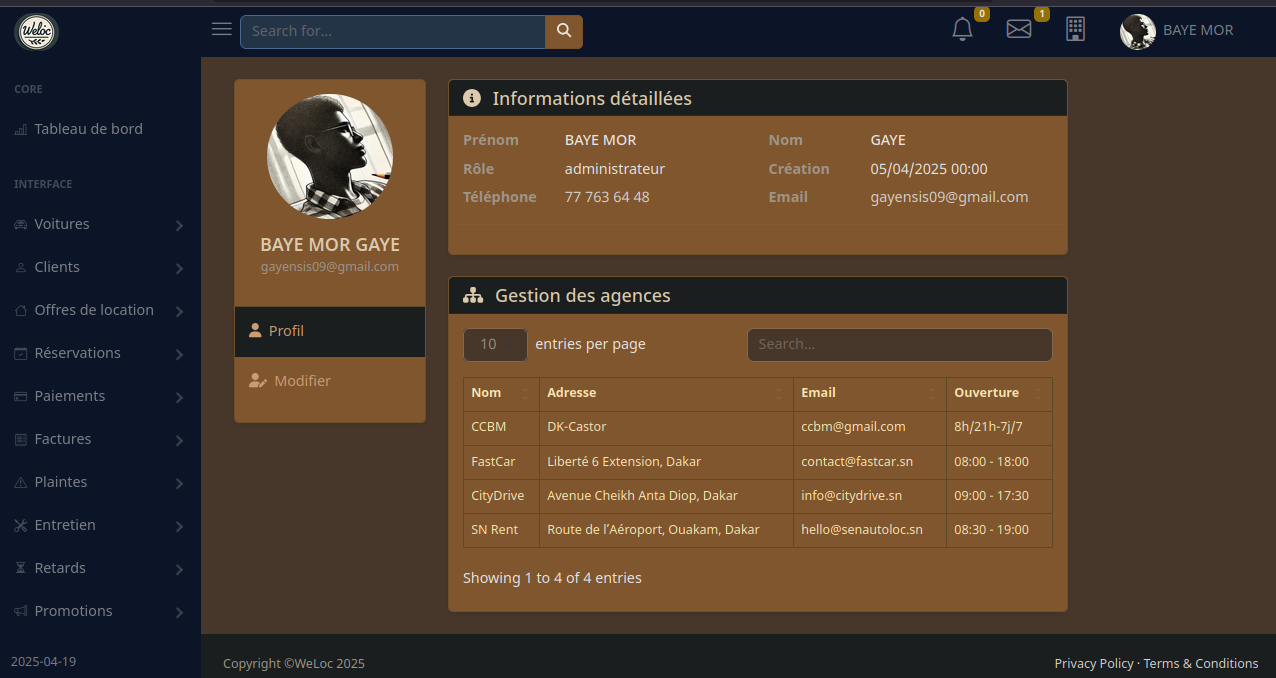 Weloc
Search for...
0
1
BAYE MOR
CORE
Tableau de bord
INTERFACE
Voitures
Clients
Offres de location
Réservations
Paiements
Factures
Plaintes
Entretien
Retards
Promotions
2025-04-19
BAYE MOR GAYE
gayensis09@gmail.com
Profil
Modifier
Informations détaillées
Prénom BAYE MOR Nom GAYE
Rôle administrateur Création 05/04/2025 00:00
Téléphone 77 763 64 48 Email gayensis09@gmail.com
Gestion des agences
10 entries per page Search...
Nom Adresse Email Ouverture
CCBM DK-Castor ccbm@gmail.com 8h/21h-7j/7
FastCar Liberté 6 Extension, Dakar contact@fastcar.sn 08:00 - 18:00
CityDrive Avenue Cheikh Anta Diop, Dakar info@citydrive.sn 09:00 - 17:30
SN Rent Route de l’Aéroport, Ouakam, Dakar hello@senautoloc.sn 08:30 - 19:00
Showing 1 to 4 of 4 entries
Copyright ©WeLoc 2025 Privacy Policy · Terms & Conditions